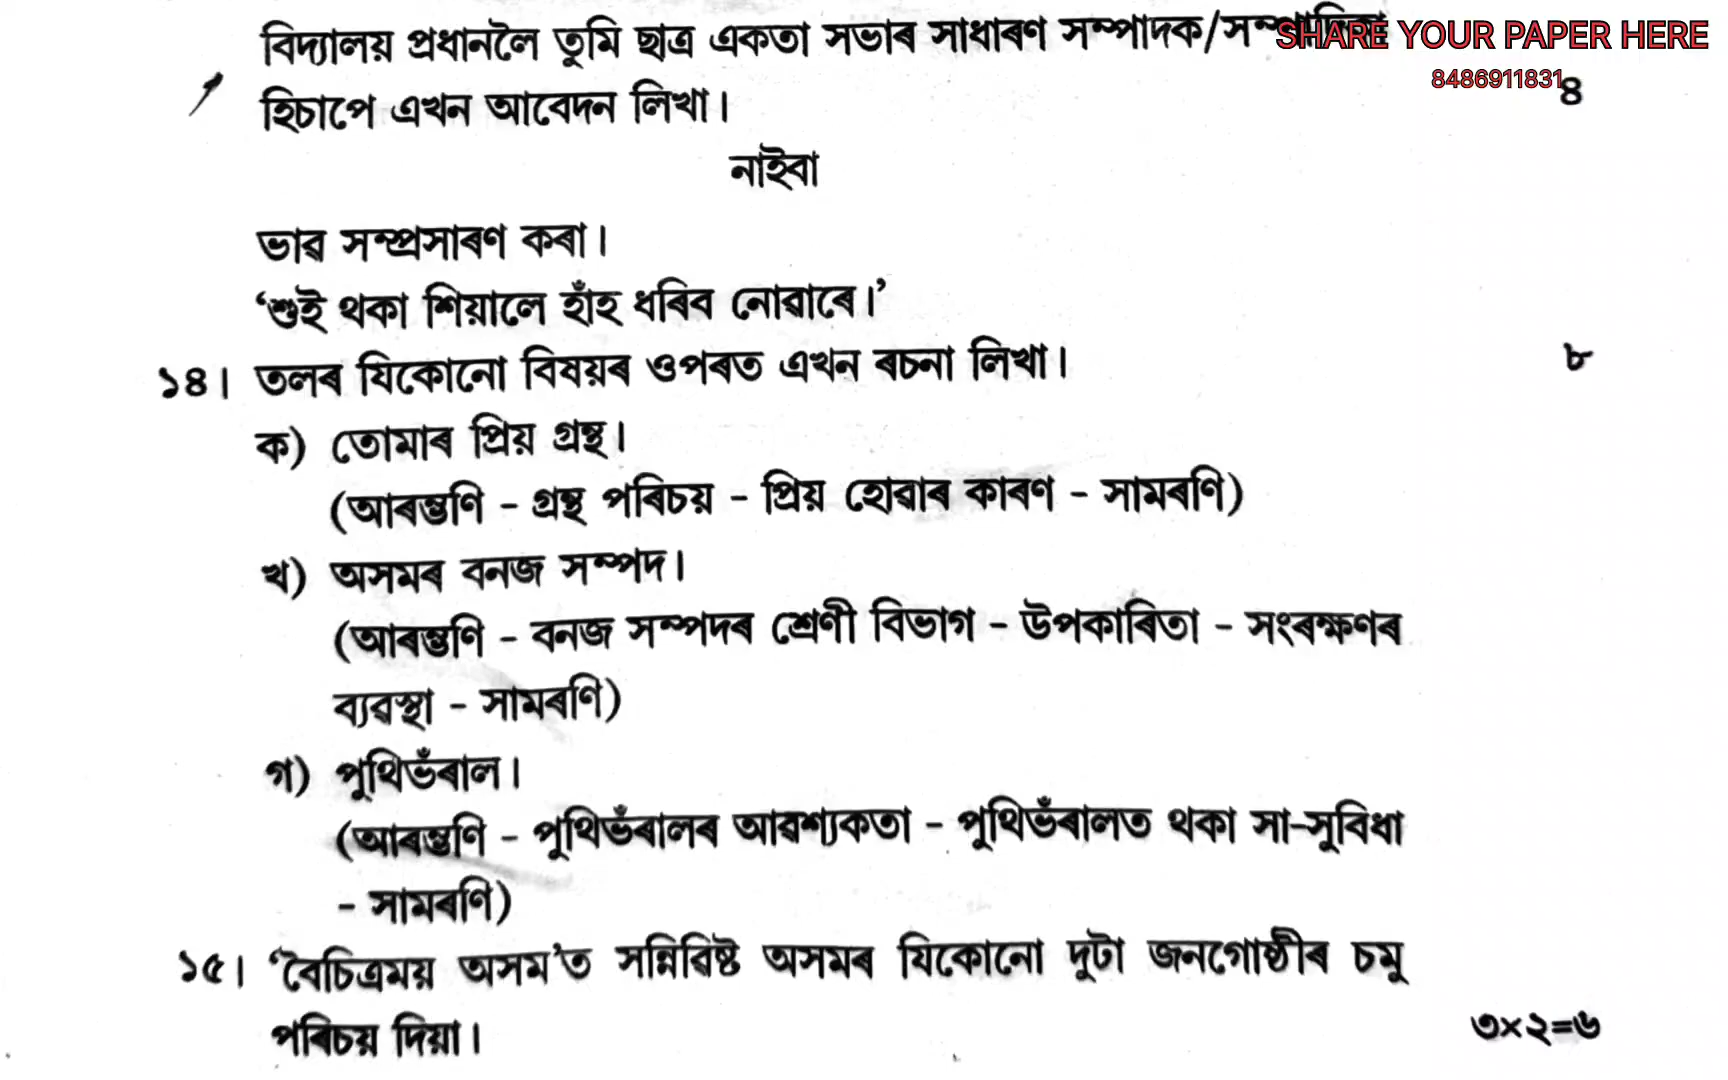 বিদ্যালয় প্ৰধানলৈ তুমি ছাত্ৰ একতা সভাৰ সাধাৰণ সম্পাদক/সম্পাদিকা SHARE YOUR PAPER HERE
8486911831
হিচাপে এখন আবেদন লিখা। ৪
নাইবা
ভাৱ সম্প্ৰসাৰণ কৰা।
‘শুই থকা শিয়ালে হাঁহ ধৰিব নোৱাৰে।’
১৪। তলৰ যিকোনো বিষয়ৰ ওপৰত এখন ৰচনা লিখা। ৮
ক) তোমাৰ প্ৰিয় গ্ৰন্থ।
(আৰম্ভণি - গ্ৰন্থ পৰিচয় - প্ৰিয় হোৱাৰ কাৰণ - সামৰণি)
খ) অসমৰ বনজ সম্পদ।
(আৰম্ভণি - বনজ সম্পদৰ শ্ৰেণী বিভাগ - উপকাৰিতা - সংৰক্ষণৰ
ব্যৱস্থা - সামৰণি)
গ) পুথিভঁৰাল।
(আৰম্ভণি - পুথিভঁৰালৰ আৱশ্যকতা - পুথিভঁৰালত থকা সা-সুবিধা
- সামৰণি)
১৫। ‘বৈচিত্ৰময় অসম’ত সন্নিৱিষ্ট অসমৰ যিকোনো দুটা জনগোষ্ঠীৰ চমু
পৰিচয় দিয়া। ৩×২=৬